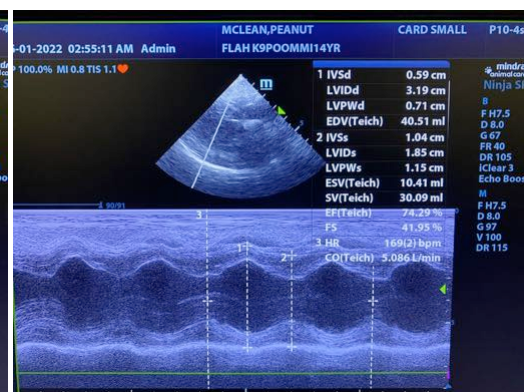 -01-2022 02:55:11 AM Admin
MCLEAN,PEANUT
FLAH K9POOMMI14YR
CARD SMALL
P10-4s
100.0% MI 0.8 TIS 1.1
m
1 IVSd 0.59 cm
LVIDd 3.19 cm
LVPWd 0.71 cm
EDV(Teich) 40.51 ml
2 IVSs 1.04 cm
LVIDs 1.85 cm
LVPWs 1.15 cm
ESV(Teich) 10.41 ml
SV(Teich) 30.09 ml
EF(Teich) 74.29 %
FS 41.95 %
3 HR 169(2) bpm
CO(Teich) 5.086 L/min
mindra
animal car
Ninja Sl
B
F H7.5
D 8.0
G 67
FR 40
DR 105
iClear 3
Echo Boos
M
F H7.5
D 8.0
G 97
V 100
DR 115
90/91
3
1
2
5